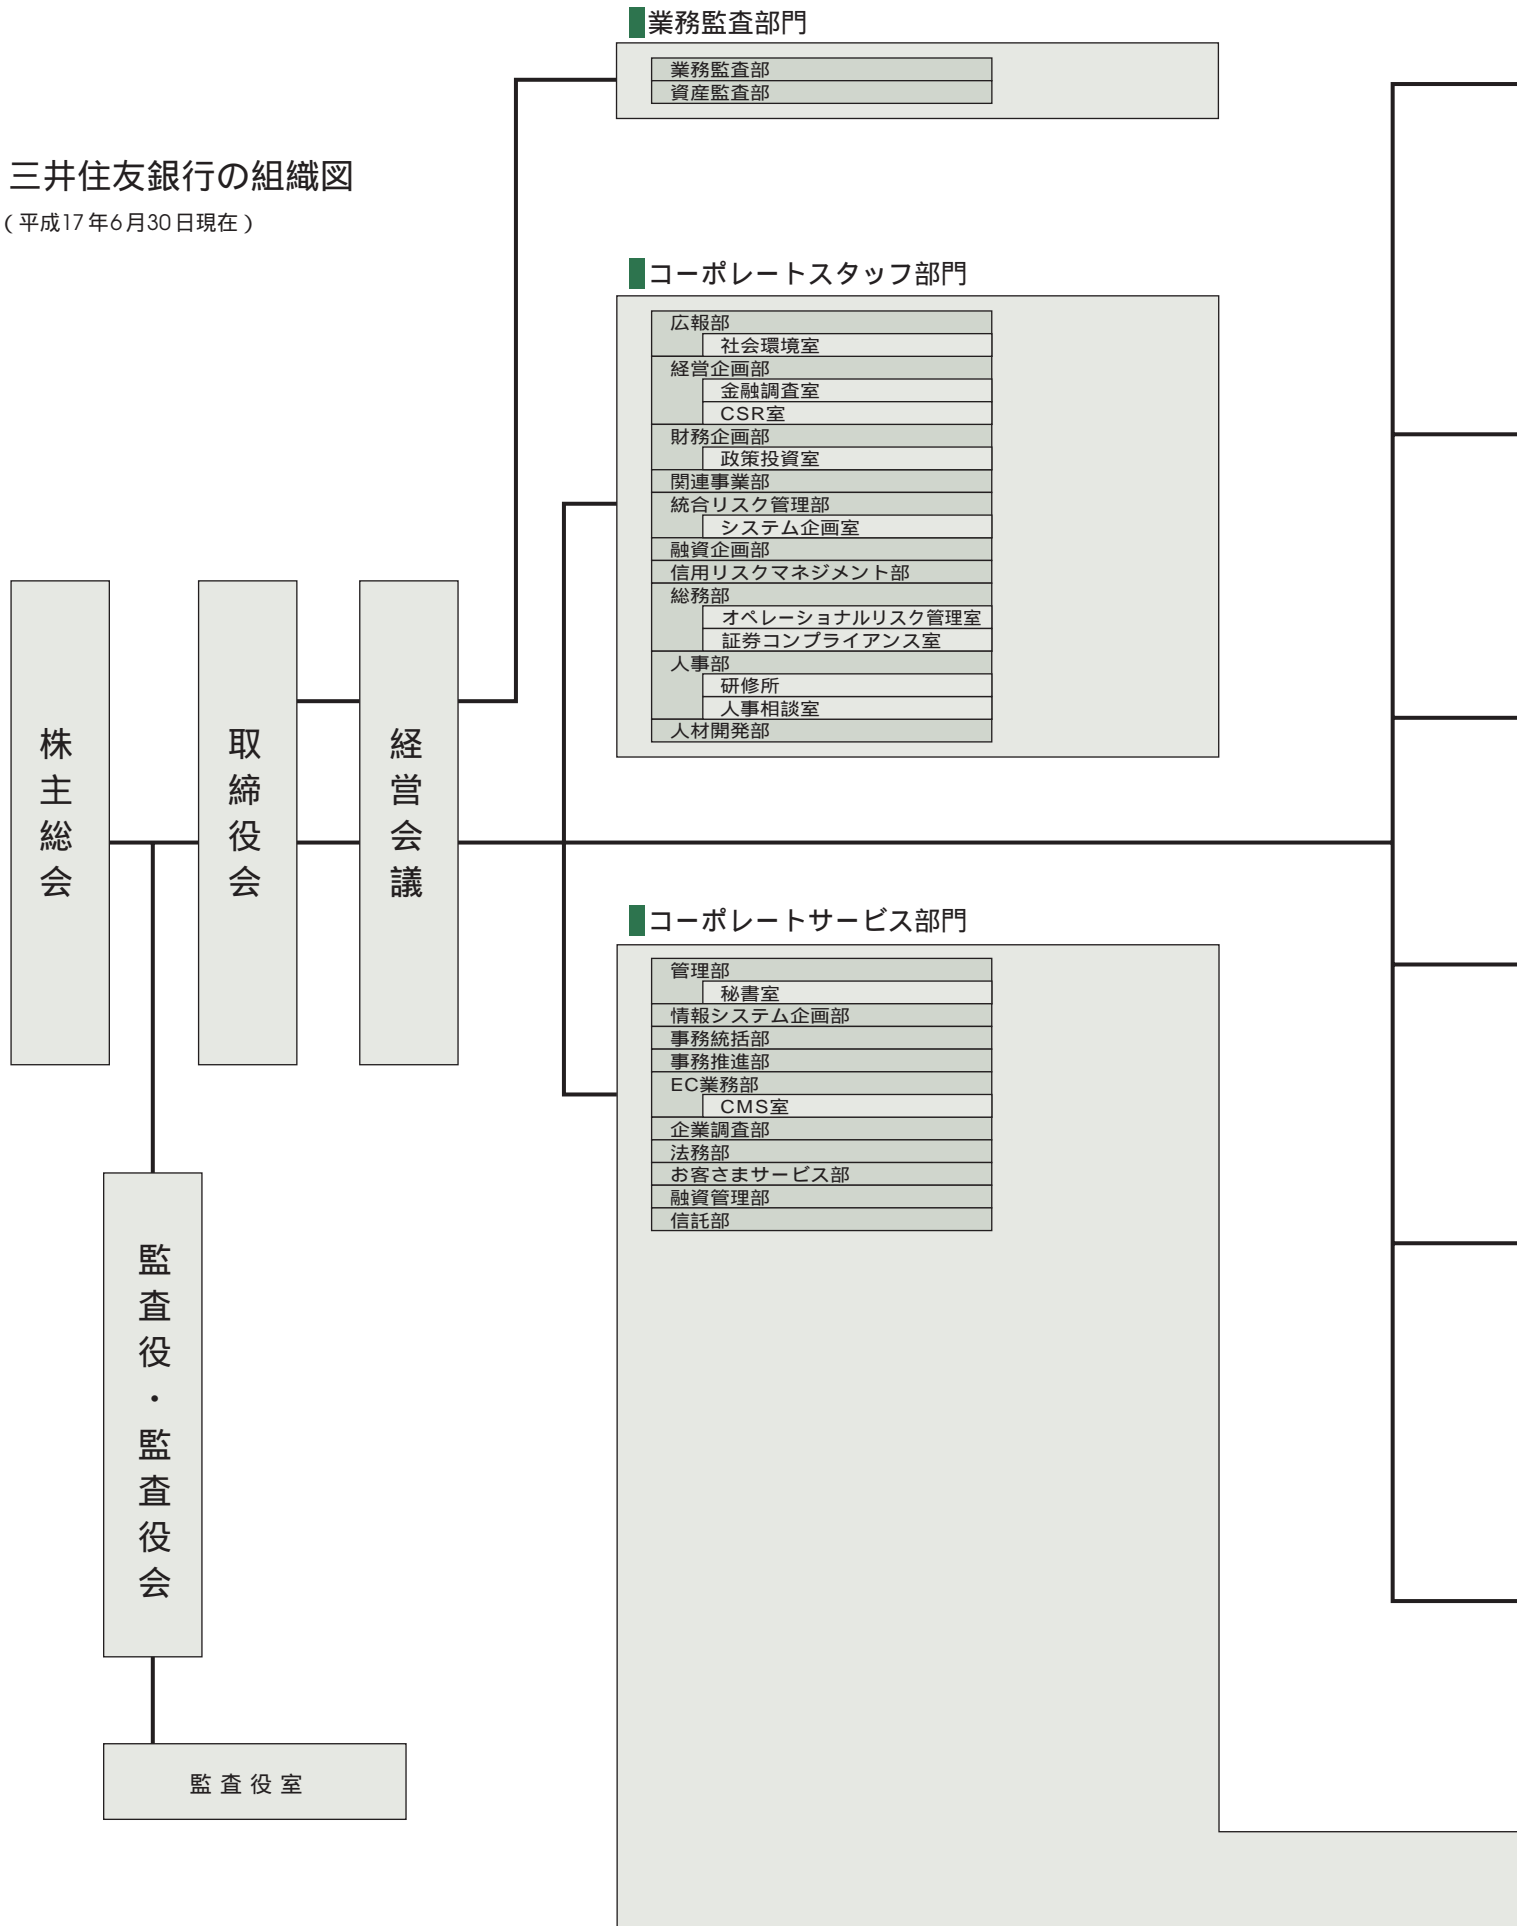 三井住友銀行の組織図
(平成17年6月30日現在)
株主総会
取締役会
経営会議
監査役・監査役会
監査役室
業務監査部門
業務監査部
資産監査部
コーポレートスタッフ部門
広報部
社会環境室
経営企画部
金融調査室
CSR室
財務企画部
政策投資室
関連事業部
統合リスク管理部
システム企画室
融資企画部
信用リスクマネジメント部
総務部
オペレーショナルリスク管理室
証券コンプライアンス室
人事部
研修所
人事相談室
人材開発部
コーポレートサービス部門
管理部
秘書室
情報システム企画部
事務統括部
事務推進部
EC業務部
CMS室
企業調査部
法務部
お客さまサービス部
融資管理部
信託部